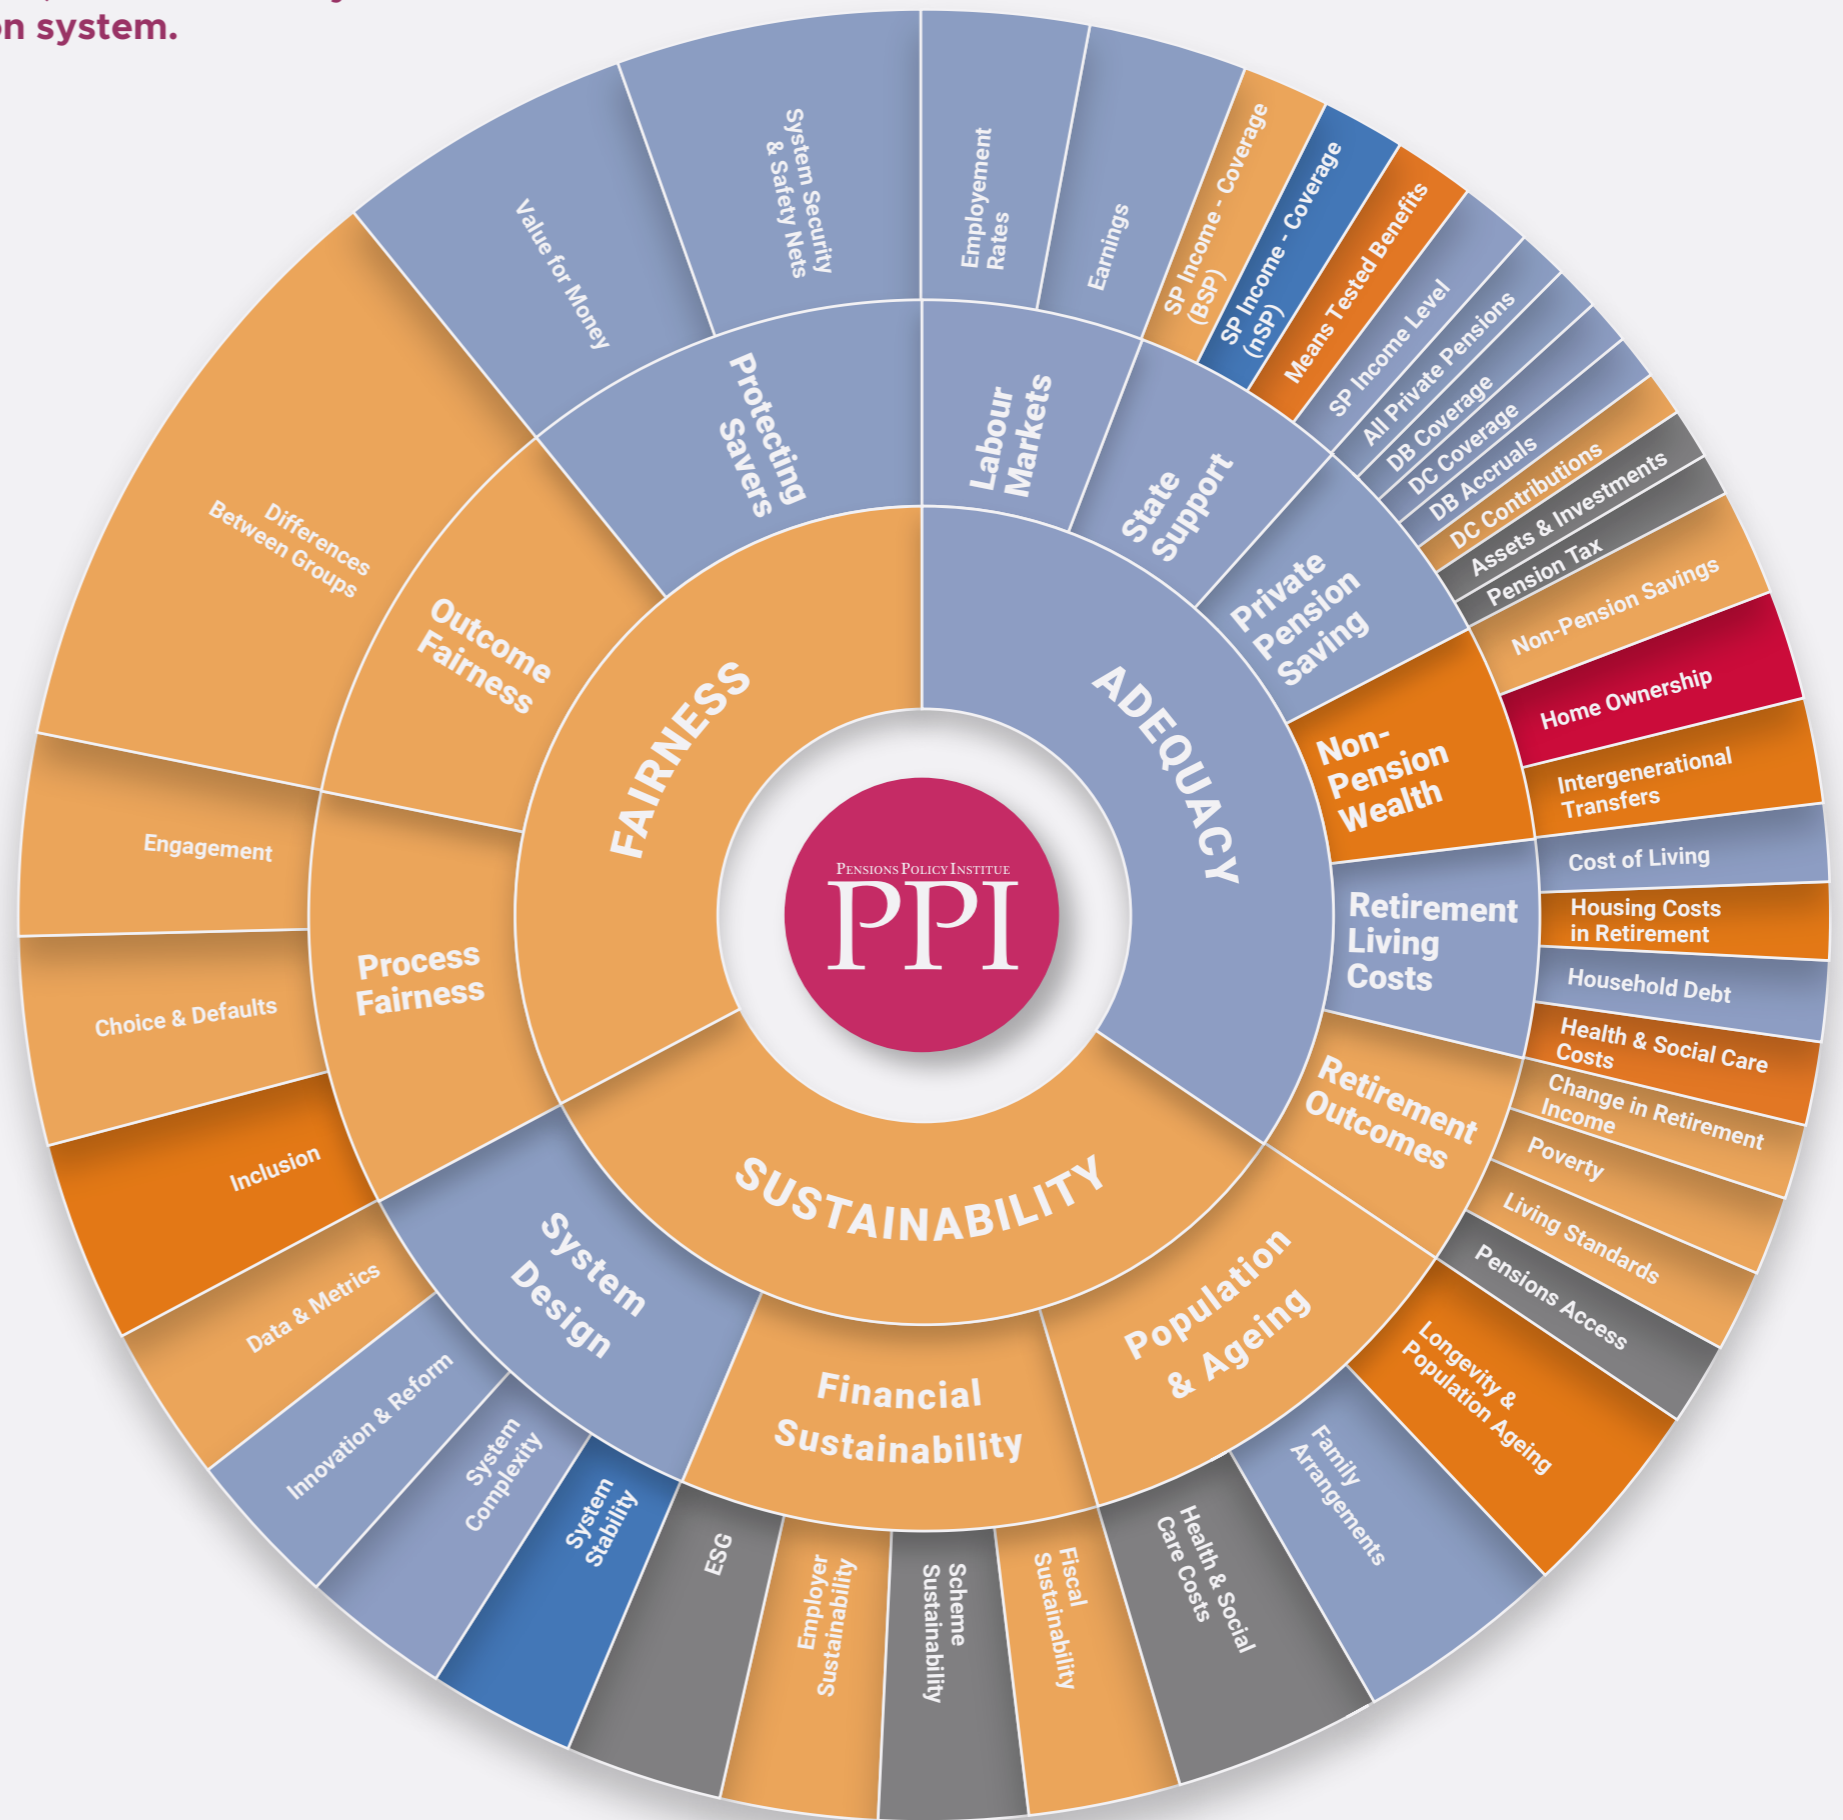 on system.
PENSIONS POLICY INSTITUE
PPI
ADEQUACY
SUSTAINABILITY
FAIRNESS
Labour
Markets
State
Support
Private
Pension
Saving
Non-
Pension
Wealth
Retirement
Living
Costs
Retirement
Outcomes
Population
& Ageing
Financial
Sustainability
System
Design
Process
Fairness
Outcome
Fairness
Protecting
Savers
Employement
Rates
Earnings
SP Income - Coverage
(BSP)
SP Income - Coverage
(nSP)
Means Tested Benefits
SP Income Level
All Private Pensions
DB Coverage
DC Coverage
DB Accruals
DC Contributions
Assets & Investments
Pension Tax
Non-Pension Savings
Home Ownership
Intergenerational
Transfers
Cost of Living
Housing Costs
in Retirement
Household Debt
Health & Social Care
Costs
Change in Retirement
Income
Poverty
Living Standards
Pensions Access
Longevity &
Population Ageing
Family
Arrangements
Health & Social
Care Costs
Fiscal
Sustainability
Scheme
Sustainability
Employer
Sustainability
ESG
System
Stability
System
Complexity
Innovation & Reform
Data & Metrics
Inclusion
Choice & Defaults
Engagement
Differences
Between Groups
Value for Money
System Security
& Safety Nets